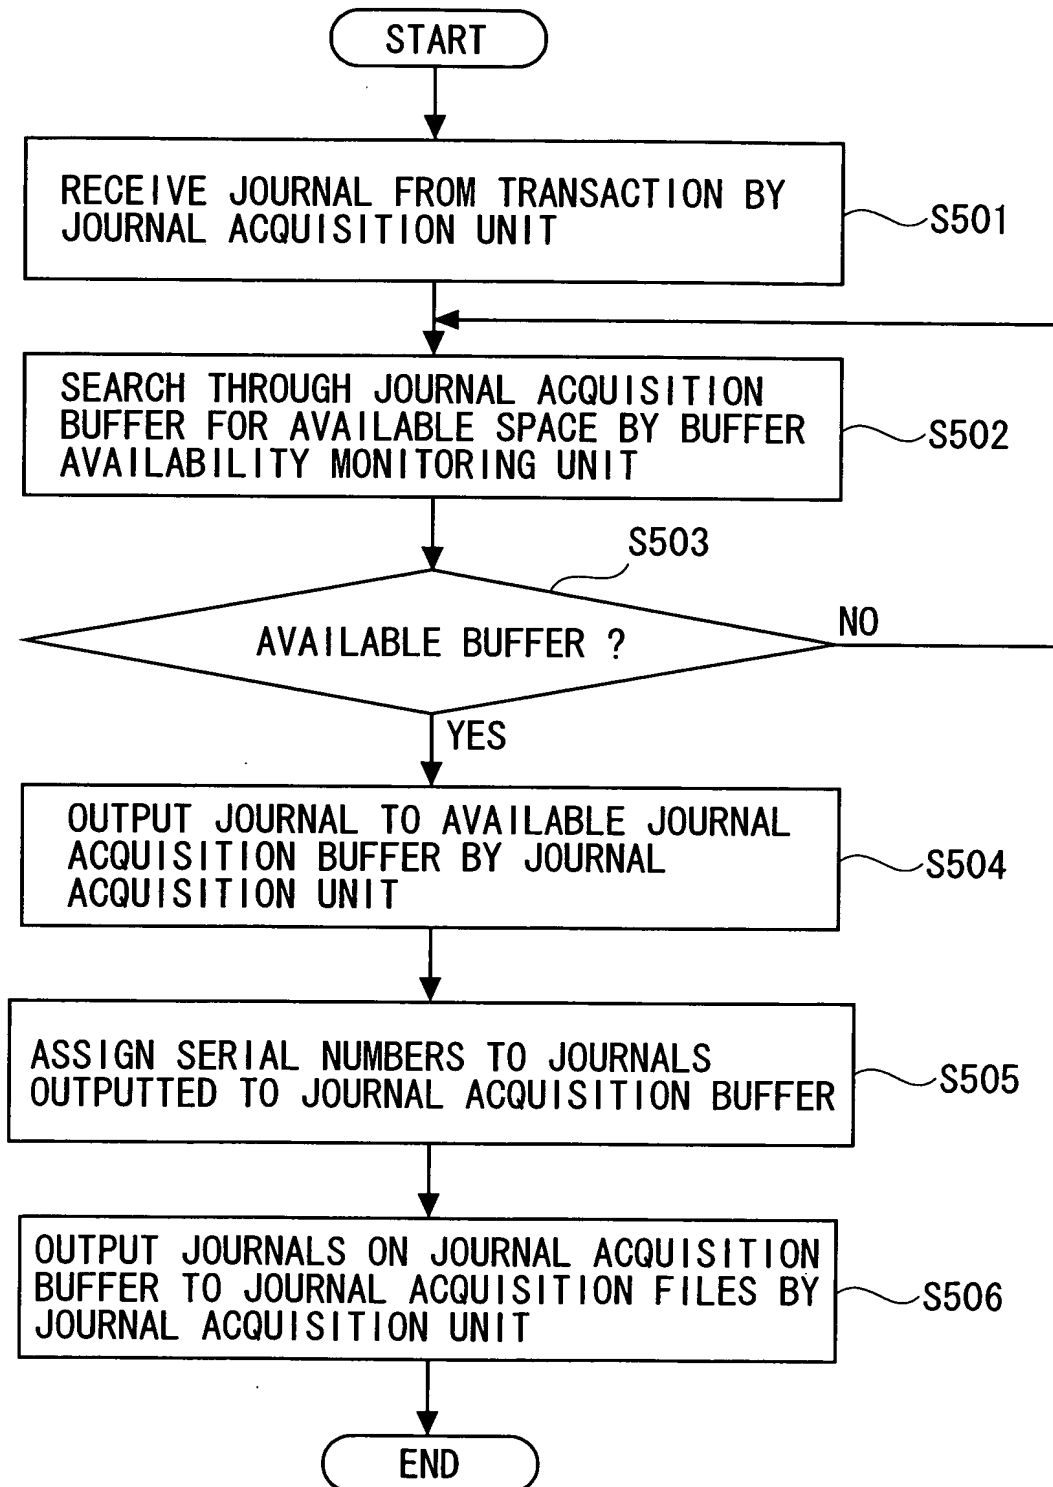 START
RECEIVE JOURNAL FROM TRANSACTION BY
JOURNAL ACQUISITION UNIT
S501
SEARCH THROUGH JOURNAL ACQUISITION
BUFFER FOR AVAILABLE SPACE BY BUFFER
AVAILABILITY MONITORING UNIT
S502
S503
AVAILABLE BUFFER ?
NO
YES
OUTPUT JOURNAL TO AVAILABLE JOURNAL
ACQUISITION BUFFER BY JOURNAL
ACQUISITION UNIT
S504
ASSIGN SERIAL NUMBERS TO JOURNALS
OUTPUTTED TO JOURNAL ACQUISITION BUFFER
S505
OUTPUT JOURNALS ON JOURNAL ACQUISITION
BUFFER TO JOURNAL ACQUISITION FILES BY
JOURNAL ACQUISITION UNIT
S506
END